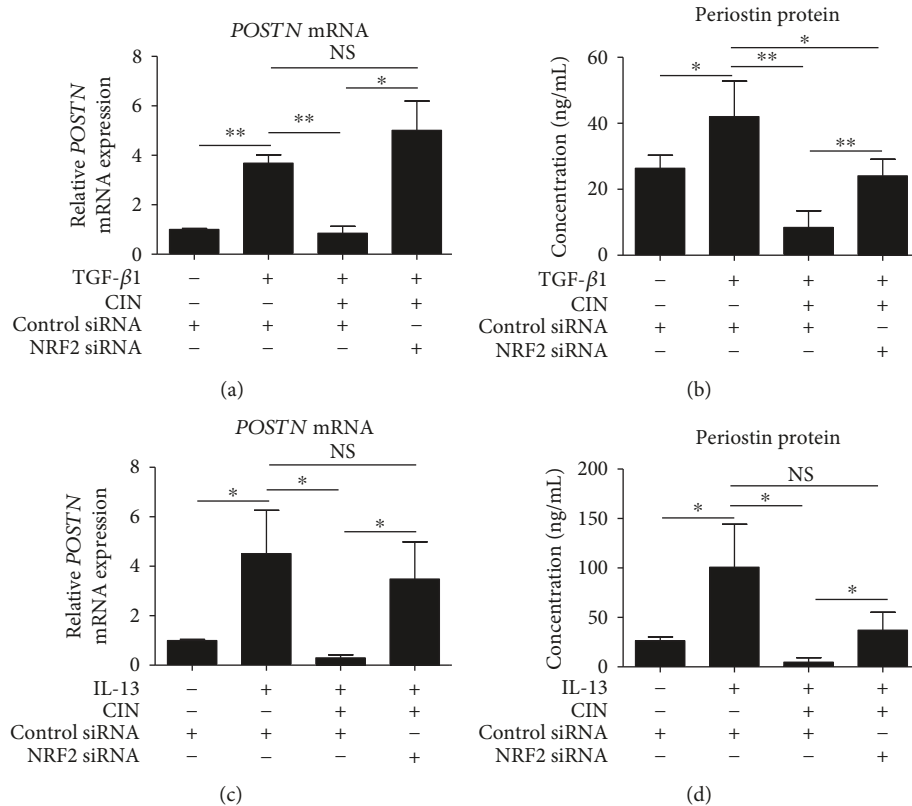 POSTN mRNA
NS
*
**
**
8
6
4
2
0
Relative POSTN
mRNA expression
TGF-β1 − + + +
CIN − − + +
Control siRNA + + + −
NRF2 siRNA − − − +
(a)
Periostin protein
*
* **
**
60
40
20
0
Concentration (ng/mL)
TGF-β1 − + + +
CIN − − + +
Control siRNA + + + −
NRF2 siRNA − − − +
(b)
POSTN mRNA
NS
* *
*
8
6
4
2
0
Relative POSTN
mRNA expression
IL-13 − + + +
CIN − − + +
Control siRNA + + + −
NRF2 siRNA − − − +
(c)
Periostin protein
NS
* *
*
200
150
100
50
0
Concentration (ng/mL)
IL-13 − + + +
CIN − − + +
Control siRNA + + + −
NRF2 siRNA − − − +
(d)